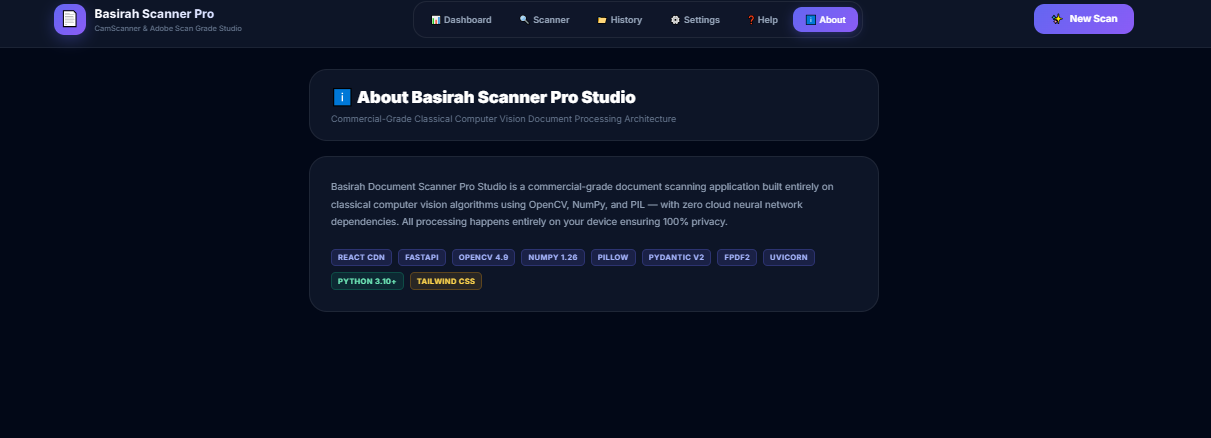 Basirah Scanner Pro
CamScanner & Adobe Scan Grade Studio
Dashboard
Scanner
History
Settings
Help
About
New Scan
About Basirah Scanner Pro Studio
Commercial-Grade Classical Computer Vision Document Processing Architecture
Basirah Document Scanner Pro Studio is a commercial-grade document scanning application built entirely on
classical computer vision algorithms using OpenCV, NumPy, and PIL — with zero cloud neural network
dependencies. All processing happens entirely on your device ensuring 100% privacy.
REACT CDN FASTAPI OPENCV 4.9 NUMPY 1.26 PILLOW PYDANTIC V2 FPDF2 UVICORN
PYTHON 3.10+ TAILWIND CSS